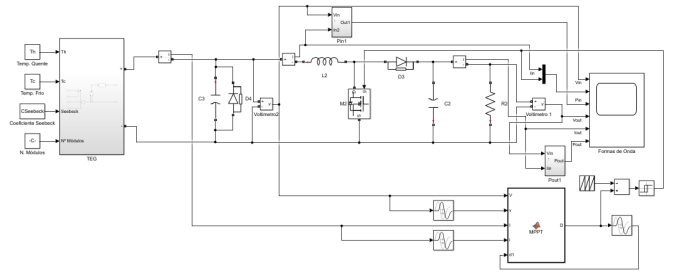 Th
Temp. Quente
Tc
Temp. Frio
CSeebeck
Coeficiente Seebeck
-C-
N. Módulos
Th
Tc
Seebeck
Nº Módulos
TEG
C3
D4
Voltimetro2
Vin
In2
Out1
Pin1
L2
M2
D3
C2
R2
Voltimetro 1
Iin
Vin
Pin
Vout
Iout
Pout
Formas de Onda
Vin
Iin
Pout
Pout1
V
D
MPPT